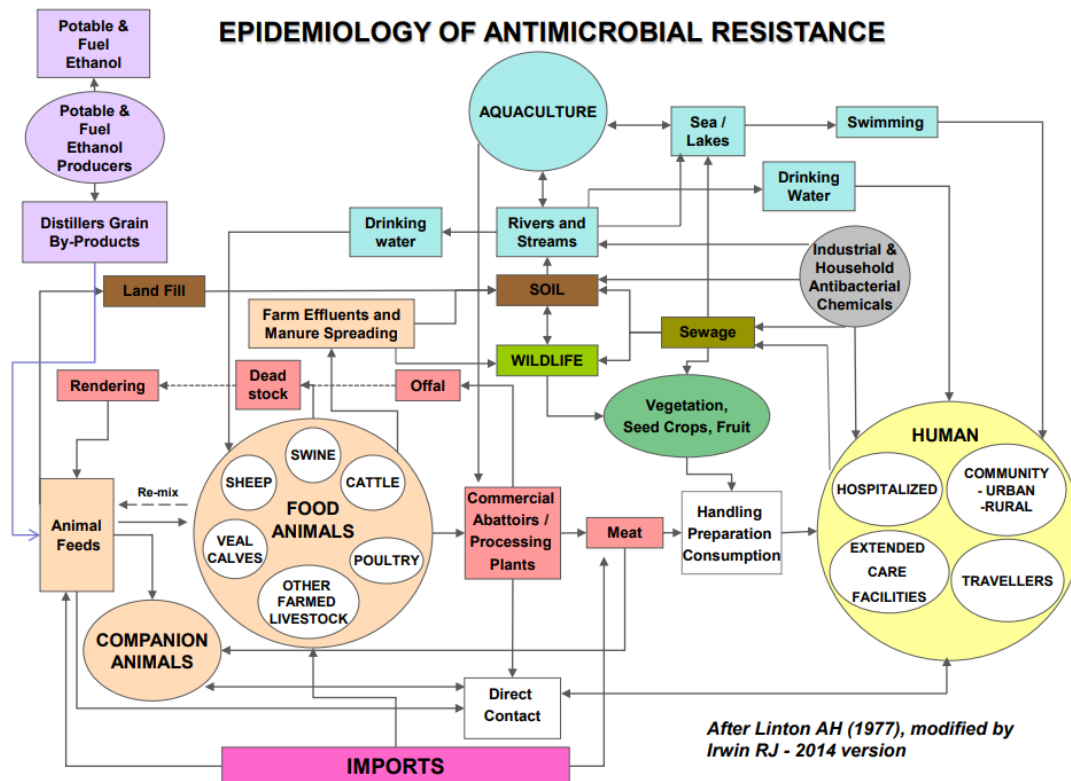 EPIDEMIOLOGY OF ANTIMICROBIAL RESISTANCE
Potable &
Fuel
Ethanol
Potable &
Fuel
Ethanol
Producers
Distillers Grain
By-Products
AQUACULTURE
Sea /
Lakes
Swimming
Drinking
Water
Drinking
water
Rivers and
Streams
Industrial &
Household
Antibacterial
Chemicals
Land Fill
SOIL
Farm Effluents and
Manure Spreading
Sewage
WILDLIFE
Rendering
Dead
stock
Offal
Vegetation,
Seed Crops, Fruit
HUMAN
HOSPITALIZED
COMMUNITY
- URBAN
-RURAL
EXTENDED
CARE
FACILITIES
TRAVELLERS
SWINE
SHEEP
CATTLE
FOOD
ANIMALS
VEAL
CALVES
POULTRY
OTHER
FARMED
LIVESTOCK
Re-mix
Animal
Feeds
Commercial
Abattoirs /
Processing
Plants
Meat
Handling
Preparation
Consumption
COMPANION
ANIMALS
Direct
Contact
After Linton AH (1977), modified by
Irwin RJ - 2014 version
IMPORTS